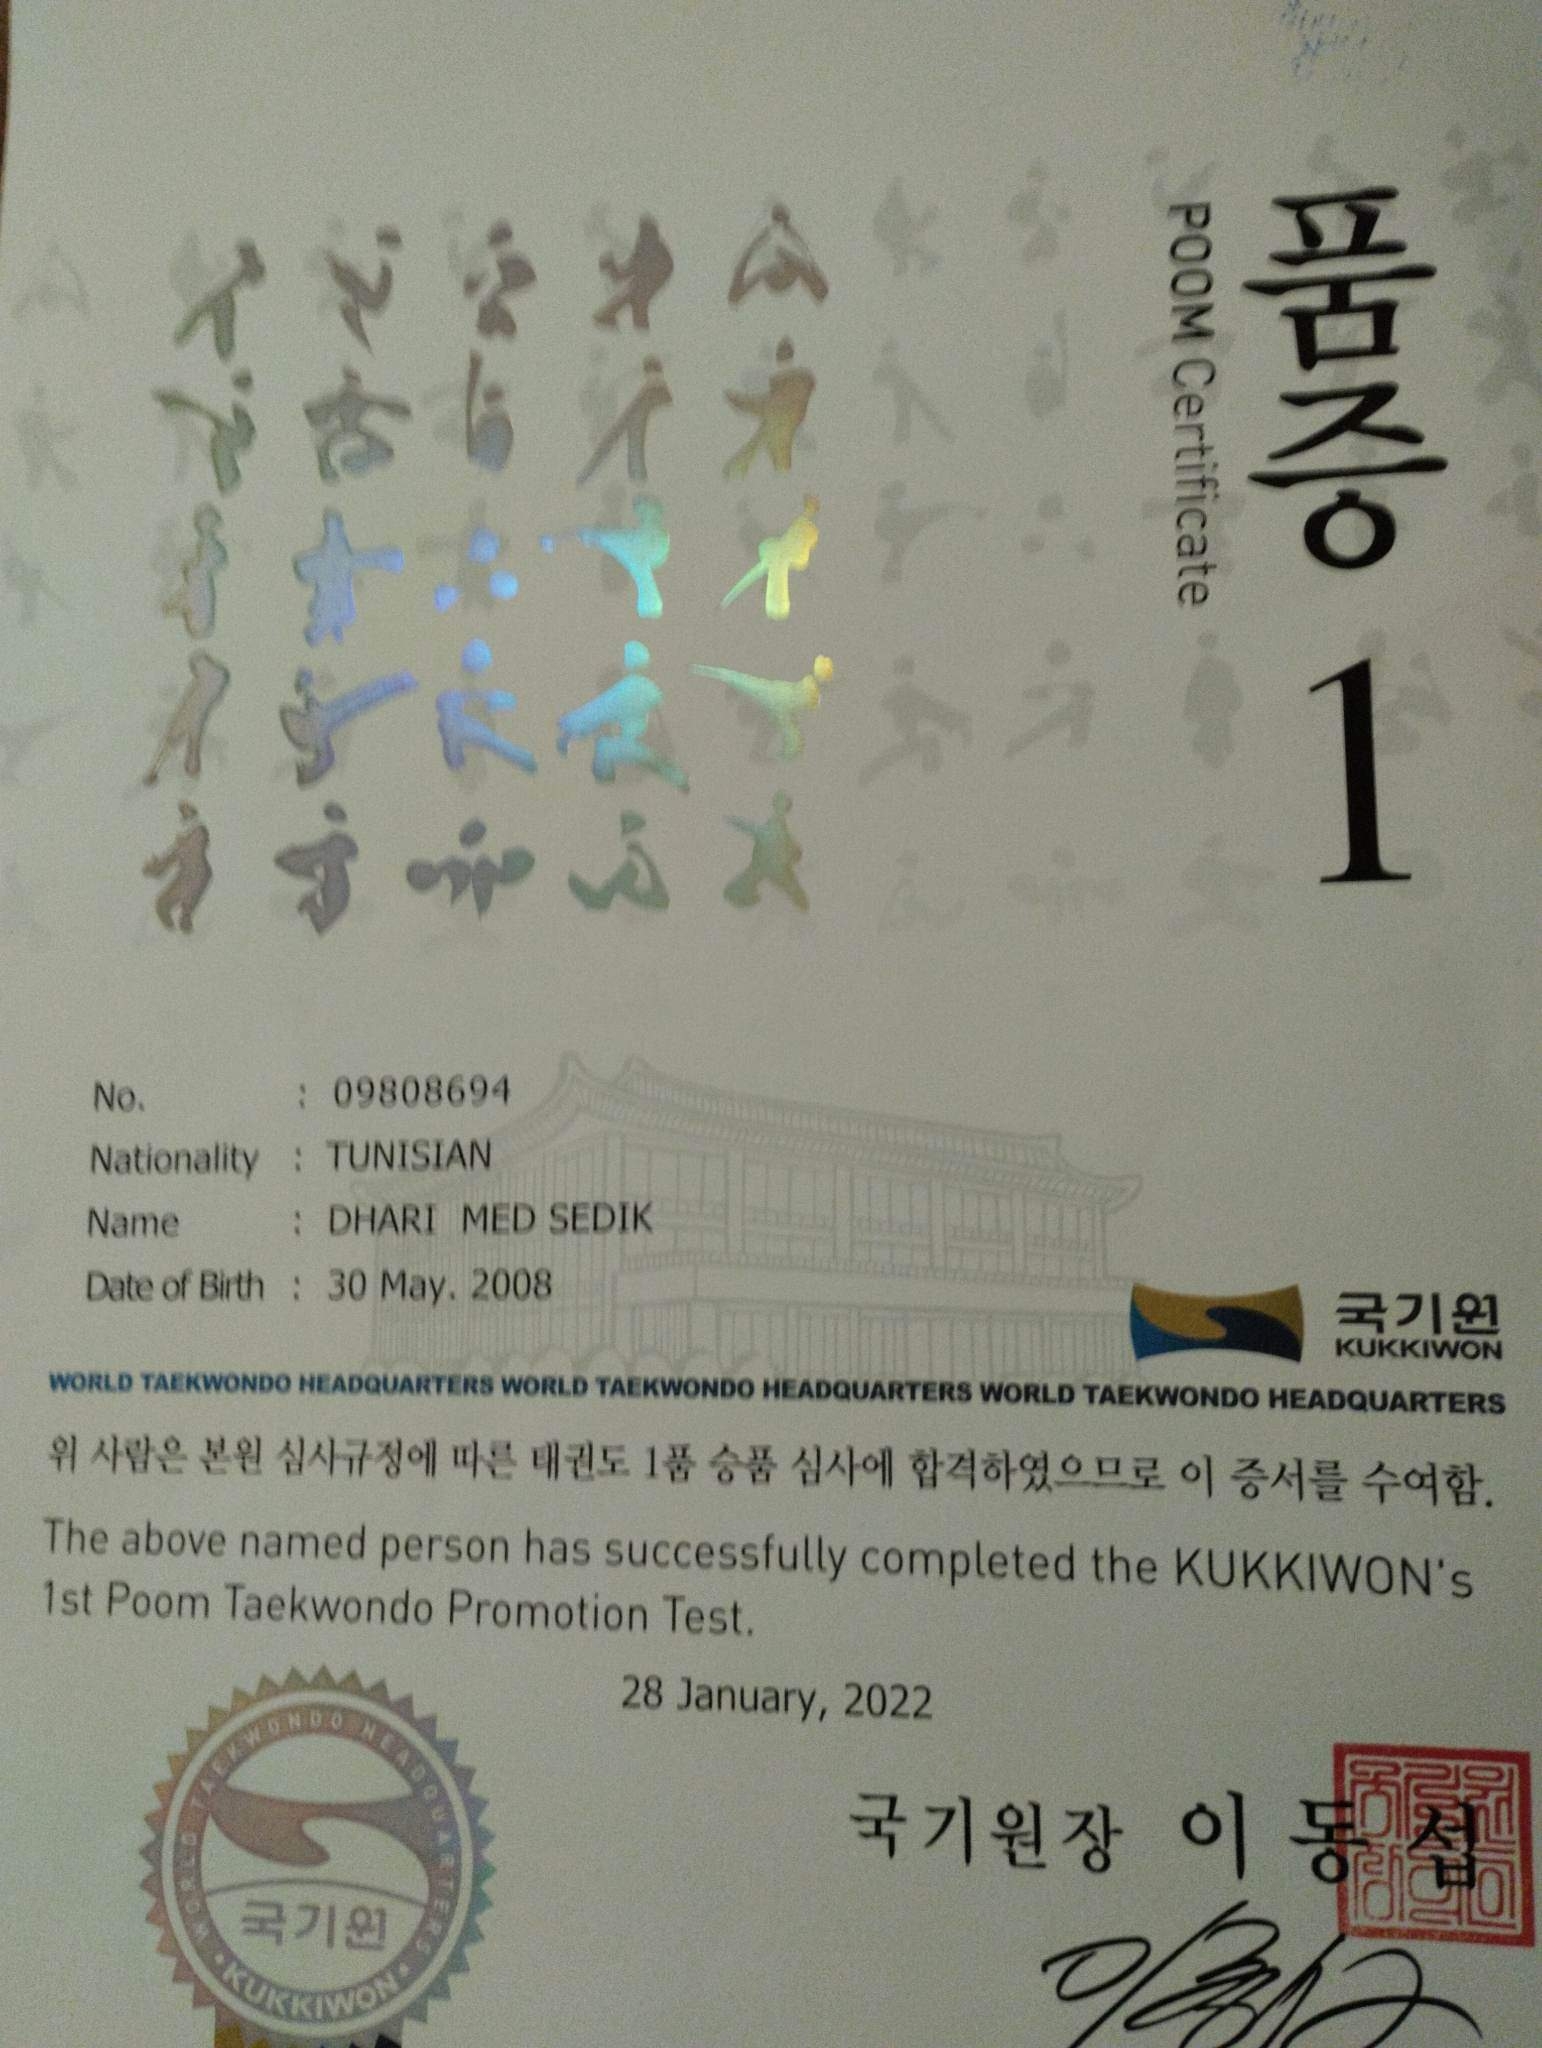 품증 1
POOM Certificate
No. : 09808694
Nationality : TUNISIAN
Name : DHARI MED SEDIK
Date of Birth : 30 May. 2008
국기원
KUKKIWON
WORLD TAEKWONDO HEADQUARTERS WORLD TAEKWONDO HEADQUARTERS WORLD TAEKWONDO HEADQUARTERS
위 사람은 본원 심사규정에 따른 태권도 1품 승품 심사에 합격하였으므로 이 증서를 수여함.
The above named person has successfully completed the KUKKIWON's
1st Poom Taekwondo Promotion Test.
28 January, 2022
WORLD TAEKWONDO HEADQUARTERS
국기원
• KUKKIWON •
국기원장 이동섭